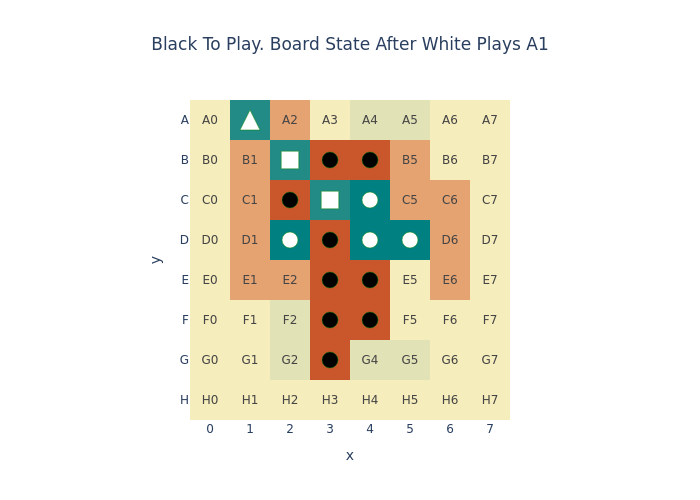 Black To Play. Board State After White Plays A1
A A0 A2 A3 A4 A5 A6 A7
B B0 B1 B5 B6 B7
C C0 C1 C5 C6 C7
D D0 D1 D6 D7
y
E E0 E1 E2 E5 E6 E7
F F0 F1 F2 F5 F6 F7
G G0 G1 G2 G4 G5 G6 G7
H H0 H1 H2 H3 H4 H5 H6 H7
0 1 2 3 4 5 6 7
x